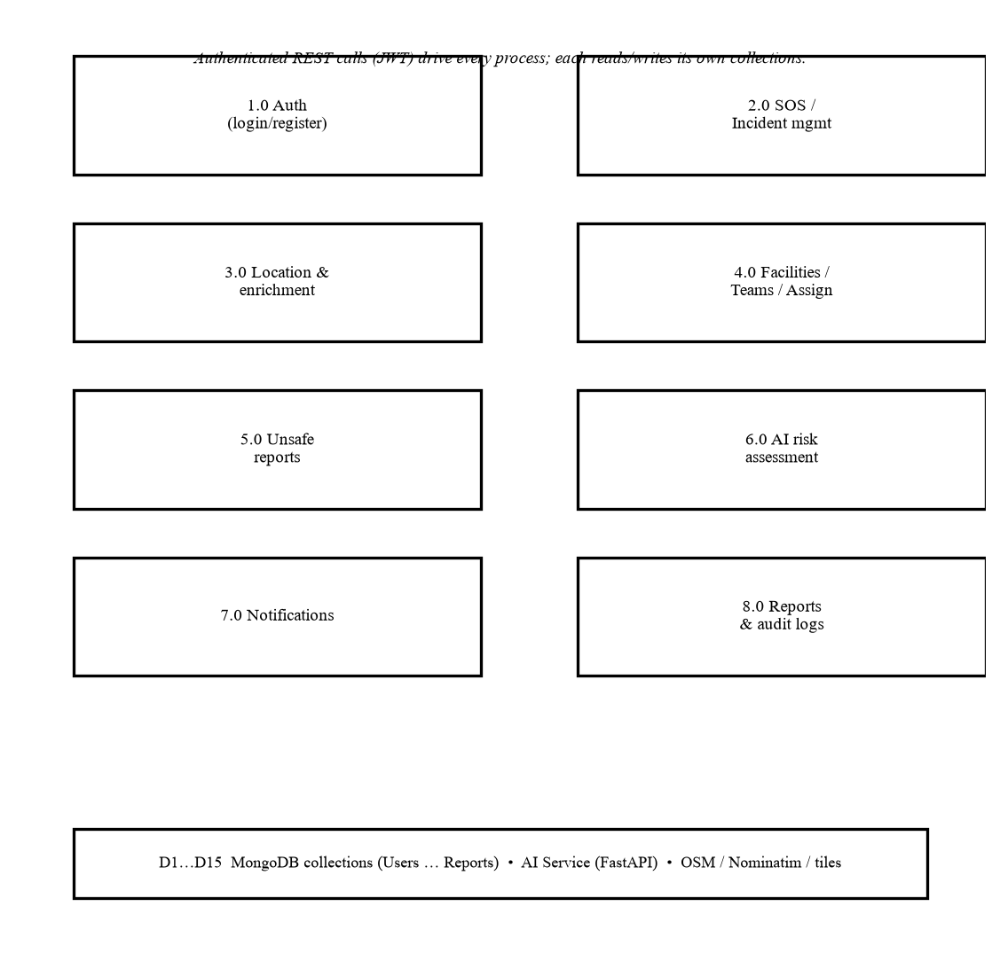 Authenticated REST calls (JWT) drive every process; each reads/writes its own collections.
1.0 Auth
(login/register)
2.0 SOS /
Incident mgmt
3.0 Location &
enrichment
4.0 Facilities /
Teams / Assign
5.0 Unsafe
reports
6.0 AI risk
assessment
7.0 Notifications
8.0 Reports
& audit logs
D1…D15  MongoDB collections (Users … Reports)  •  AI Service (FastAPI)  •  OSM / Nominatim / tiles